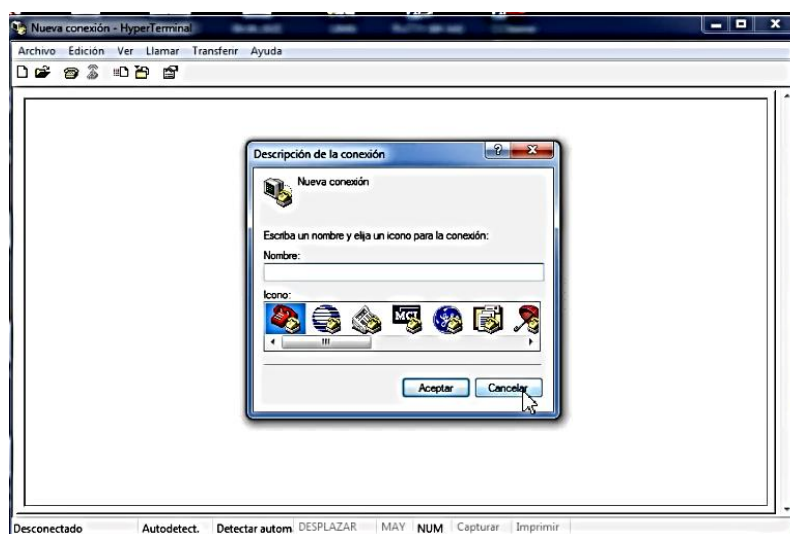 Nueva conexión - HyperTerminal
Archivo Edición Ver Llamar Transferir Ayuda
Descripción de la conexión
Nueva conexión
Escriba un nombre y elija un icono para la conexión:
Nombre:
Icono:
MCI
Aceptar Cancelar
Desconectado Autodetect. Detectar autom DESPLAZAR MAY NUM Capturar Imprimir